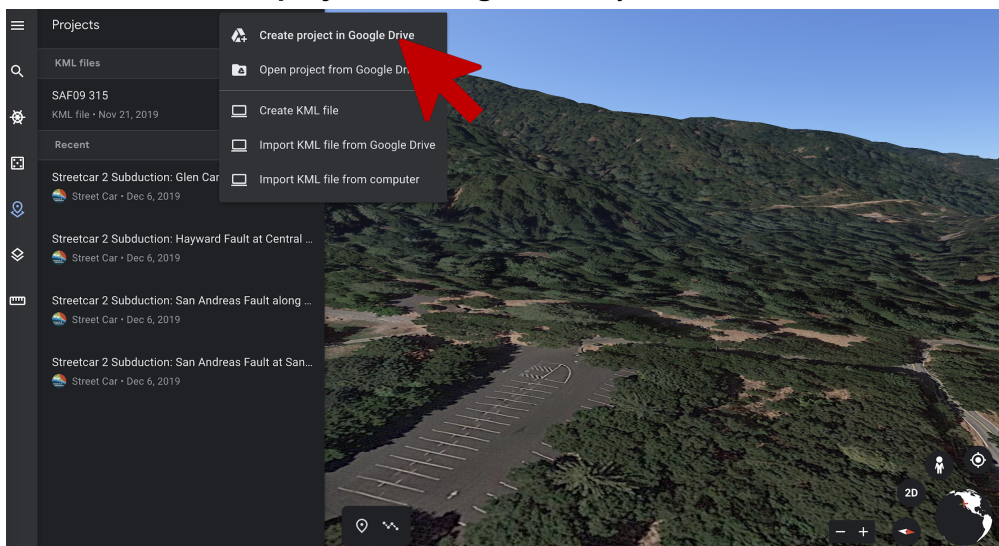 Projects
Create project in Google Drive
Open project from Google
KML files
SAF09 315
KML file • Nov 21, 2019
Create KML file
Recent
Import KML file from Google Drive
Import KML file from computer
Streetcar 2 Subduction: Glen
Street Car • Dec 6, 2019
Streetcar 2 Subduction: Hayward Fault at Central ...
Street Car • Dec 6, 2019
Streetcar 2 Subduction: San Andreas Fault along ...
Street Car • Dec 6, 2019
Streetcar 2 Subduction: San Andreas Fault at San...
Street Car • Dec 6, 2019
2D